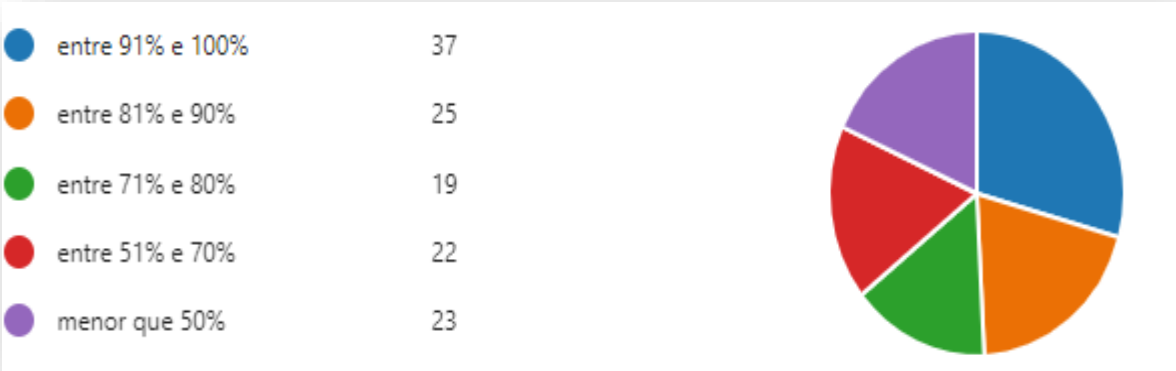 entre 91% e 100% 37
entre 81% e 90% 25
entre 71% e 80% 19
entre 51% e 70% 22
menor que 50% 23